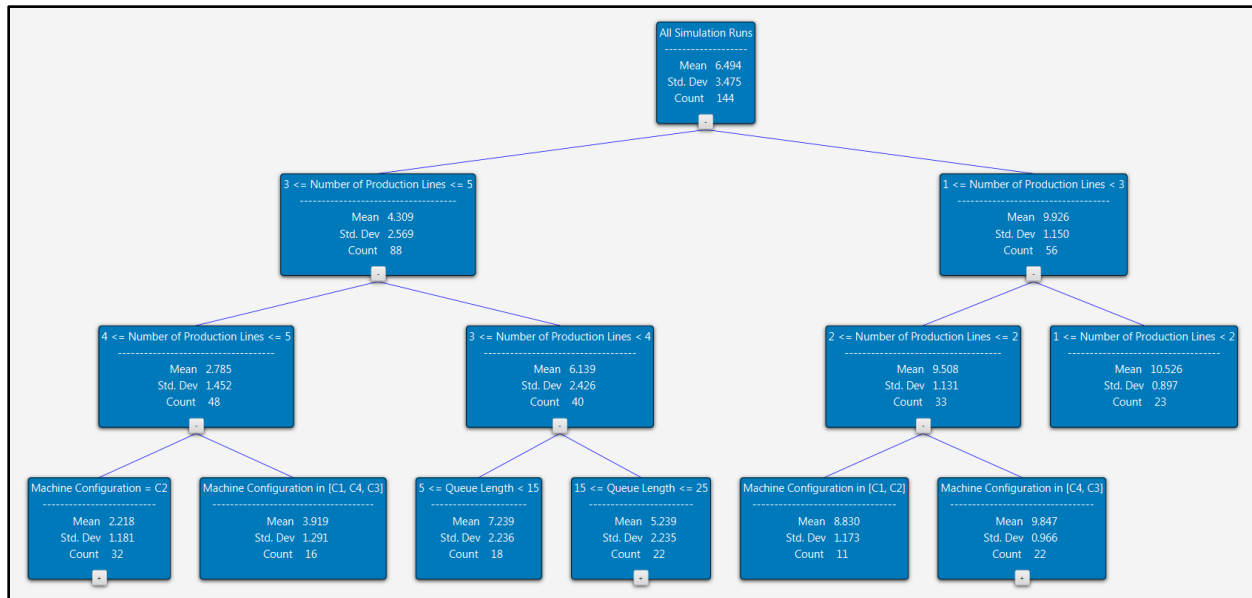 All Simulation Runs
-------------------
Mean 6.494
Std. Dev 3.475
Count 144
-
3 <= Number of Production Lines <= 5
------------------------------------
Mean 4.309
Std. Dev 2.569
Count 88
-
1 <= Number of Production Lines < 3
-----------------------------------
Mean 9.926
Std. Dev 1.150
Count 56
-
4 <= Number of Production Lines <= 5
------------------------------------
Mean 2.785
Std. Dev 1.452
Count 48
-
3 <= Number of Production Lines < 4
-----------------------------------
Mean 6.139
Std. Dev 2.426
Count 40
-
2 <= Number of Production Lines <= 2
------------------------------------
Mean 9.508
Std. Dev 1.131
Count 33
-
1 <= Number of Production Lines < 2
-----------------------------------
Mean 10.526
Std. Dev 0.897
Count 23
Machine Configuration = C2
--------------------------
Mean 2.218
Std. Dev 1.181
Count 32
+
Machine Configuration in [C1, C4, C3]
-------------------------------------
Mean 3.919
Std. Dev 1.291
Count 16
5 <= Queue Length < 15
----------------------
Mean 7.239
Std. Dev 2.236
Count 18
15 <= Queue Length <= 25
------------------------
Mean 5.239
Std. Dev 2.235
Count 22
+
Machine Configuration in [C1, C2]
---------------------------------
Mean 8.830
Std. Dev 1.173
Count 11
Machine Configuration in [C4, C3]
---------------------------------
Mean 9.847
Std. Dev 0.966
Count 22
+